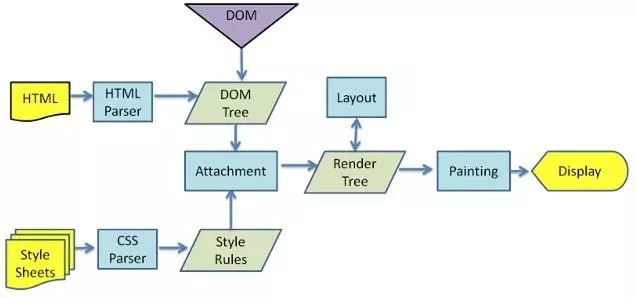 DOM
HTML
HTML
Parser
DOM
Tree
Layout
Attachment
Render
Tree
Painting
Display
Style
Sheets
CSS
Parser
Style
Rules